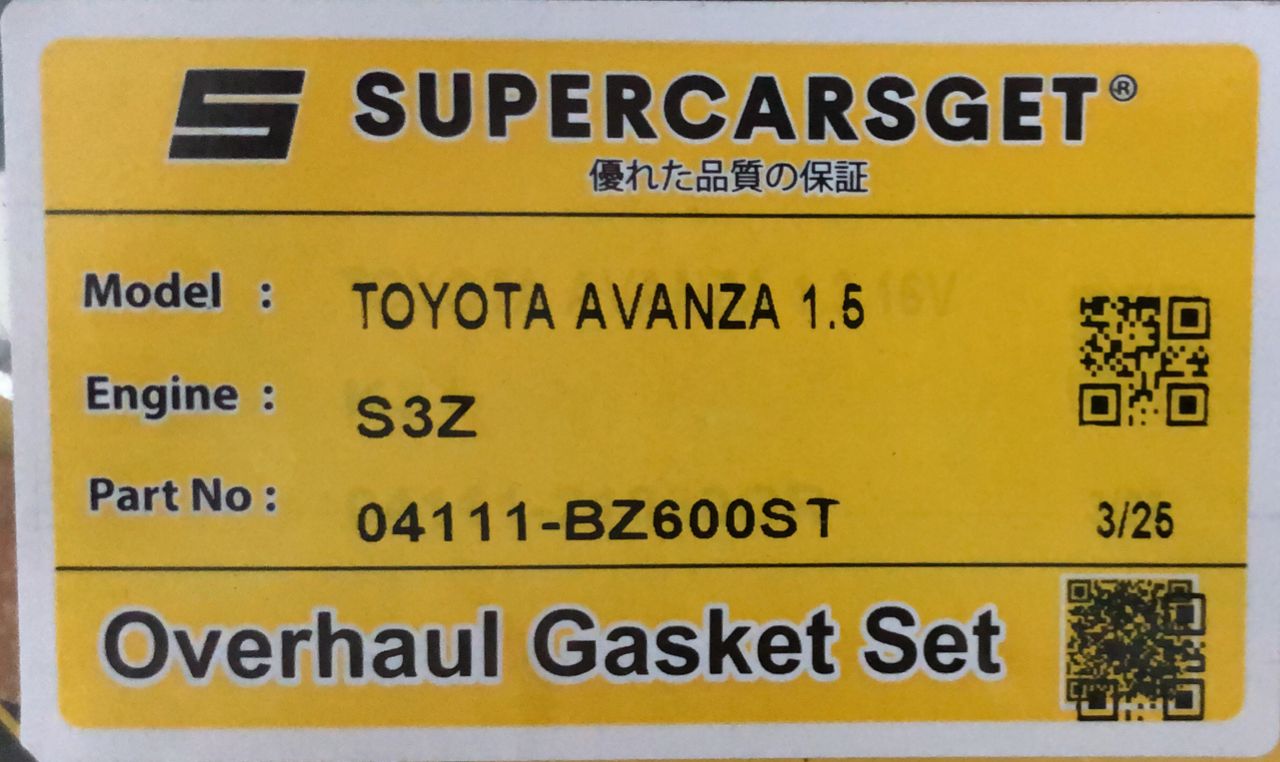 SUPERCARSGET®
優れた品質の保証
Model : TOYOTA AVANZA 1.5
Engine : S3Z
Part No : 04111-BZ600ST
3/25
Overhaul Gasket Set